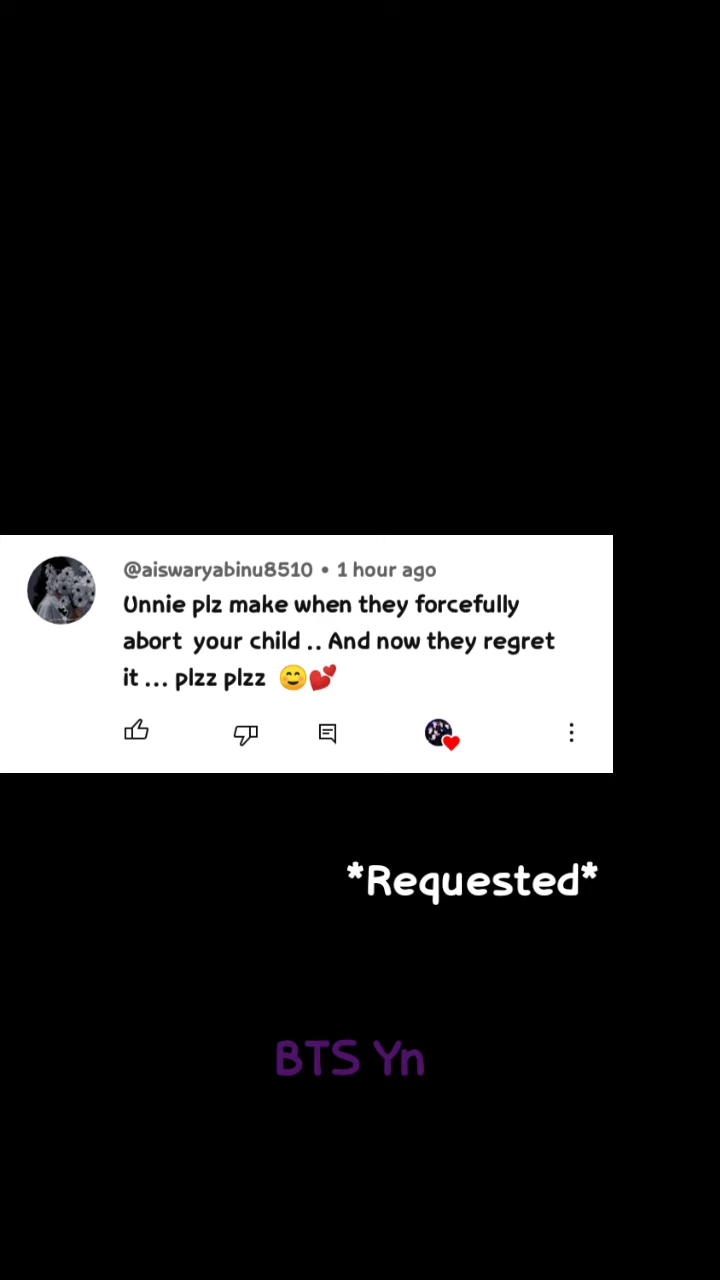 @aiswaryabinu8510 • 1 hour ago
Unnie plz make when they forcefully
abort your child .. And now they regret
it ... plzz plzz 😊💕
*Requested*
BTS Yn